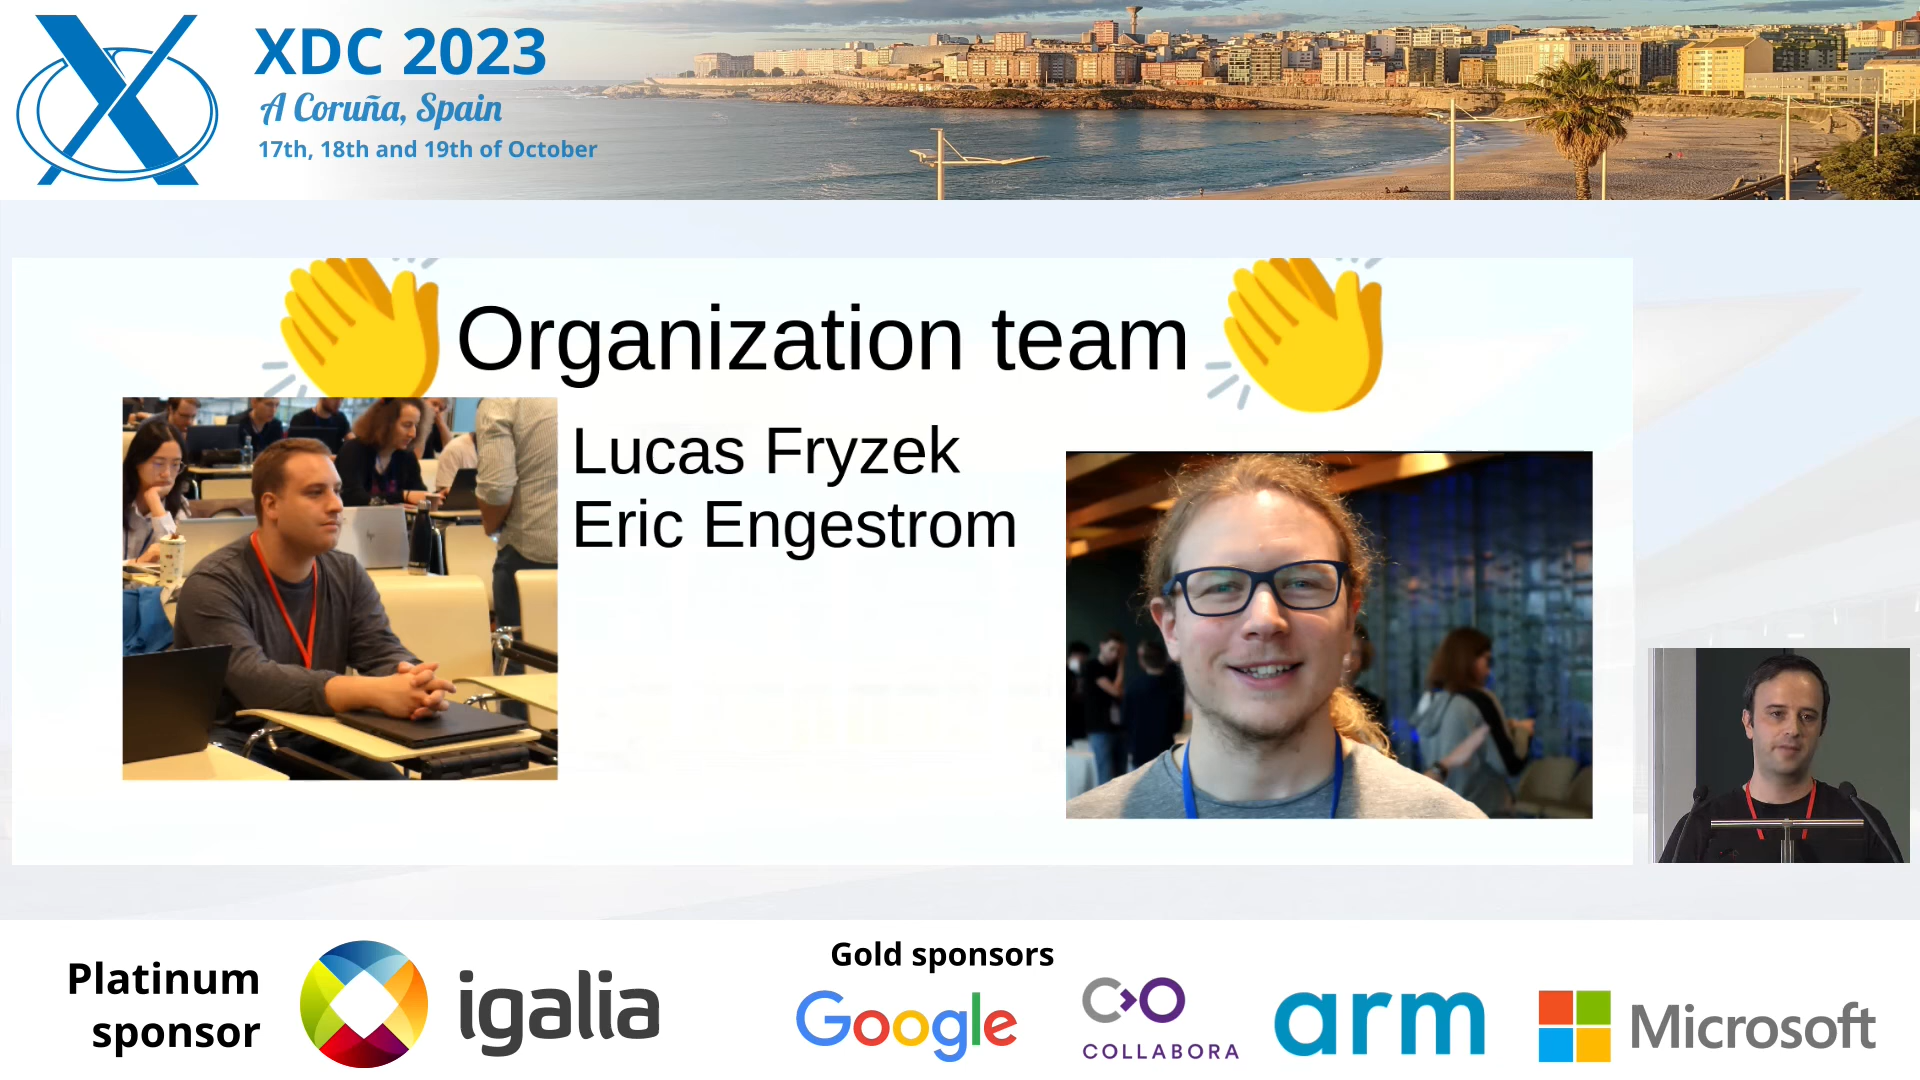 XDC 2023
A Coruña, Spain
17th, 18th and 19th of October
Organization team
Lucas Fryzek
Eric Engestrom
Platinum
sponsor
igalia
Gold sponsors
Google
COLLABORA
arm
Microsoft